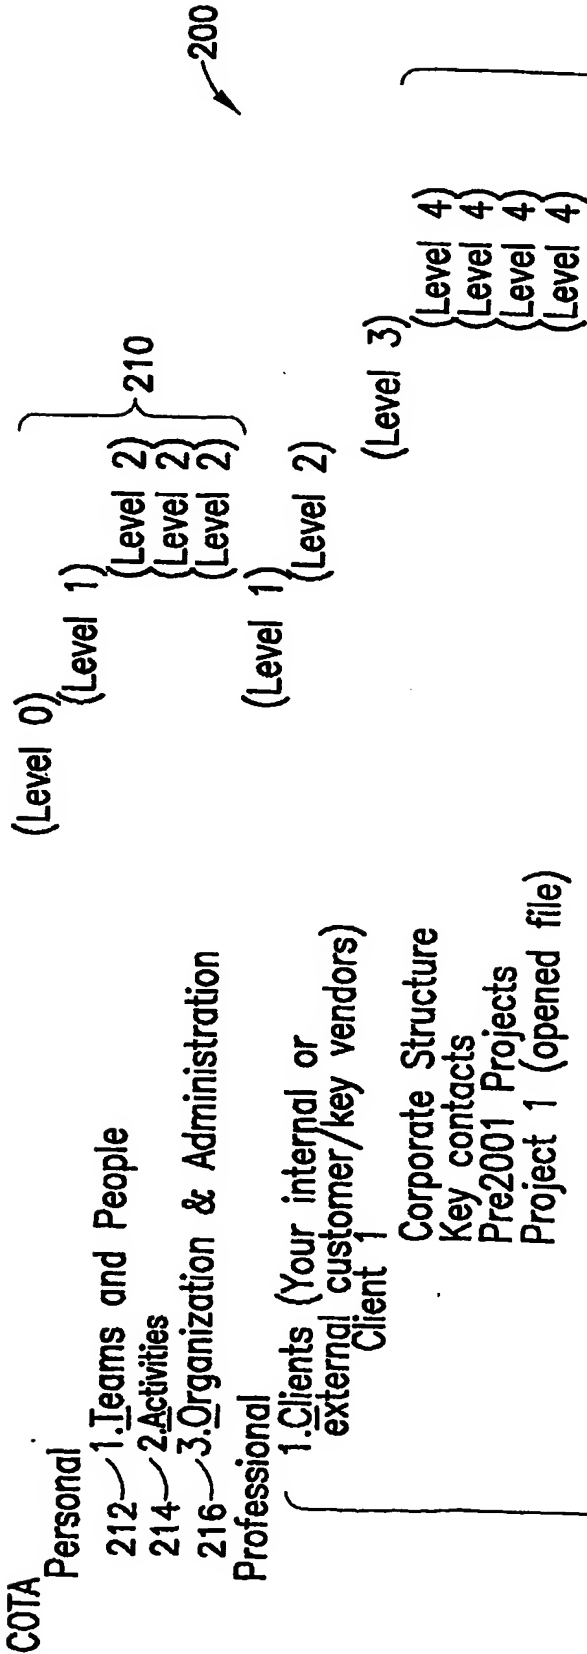 COTA (Level 0)
Personal (Level 1)
212 1.Teams and People (Level 2)
214 2.Activities (Level 2) 210
216 3.Organization & Administration (Level 2)
200
Professional (Level 1)
1.Clients (Your internal or (Level 2)
external customer/key vendors)
Client 1 (Level 3)
Corporate Structure (Level 4)
Key contacts (Level 4)
Pre2001 Projects (Level 4)
Project 1 (opened file) (Level 4)